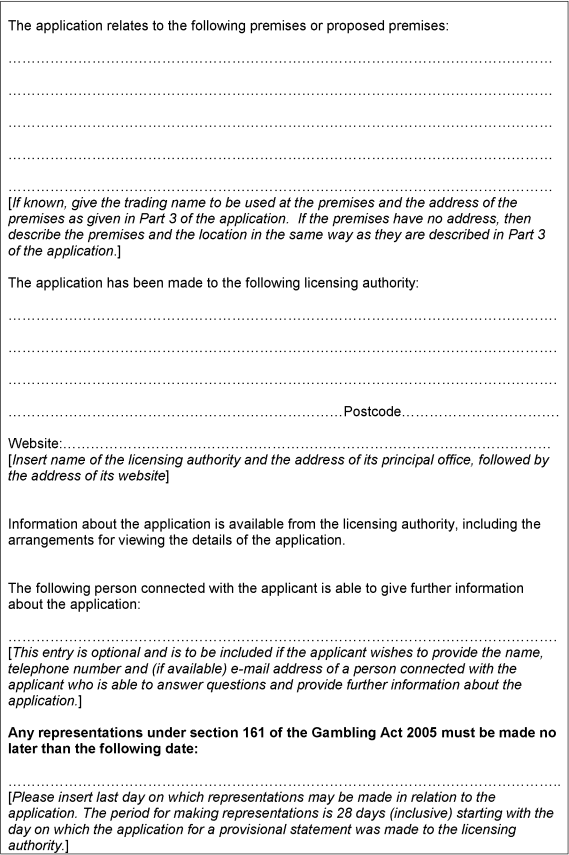 The application relates to the following premises or proposed premises:
…………………………………………………………………………………………………………
…………………………………………………………………………………………………………
…………………………………………………………………………………………………………
…………………………………………………………………………………………………………
…………………………………………………………………………………………………………
[If known, give the trading name to be used at the premises and the address of the
premises as given in Part 3 of the application.  If the premises have no address, then
describe the premises and the location in the same way as they are described in Part 3
of the application.]
The application has been made to the following licensing authority:
…………………………………………………………………………………………………………
…………………………………………………………………………………………………………
…………………………………………………………………………………………………………
………………………………………………………………Postcode……………………………
Website:……………………………………………………………………………………………
[Insert name of the licensing authority and the address of its principal office, followed by
the address of its website]
Information about the application is available from the licensing authority, including the
arrangements for viewing the details of the application.
The following person connected with the applicant is able to give further information
about the application:
…………………………………………………………………………………………………………
[This entry is optional and is to be included if the applicant wishes to provide the name,
telephone number and (if available) e-mail address of a person connected with the
applicant who is able to answer questions and provide further information about the
application.]
Any representations under section 161 of the Gambling Act 2005 must be made no
later than the following date:
…………………………………………………………………………………………………………..
[Please insert last day on which representations may be made in relation to the
application. The period for making representations is 28 days (inclusive) starting with the
day on which the application for a provisional statement was made to the licensing
authority.]